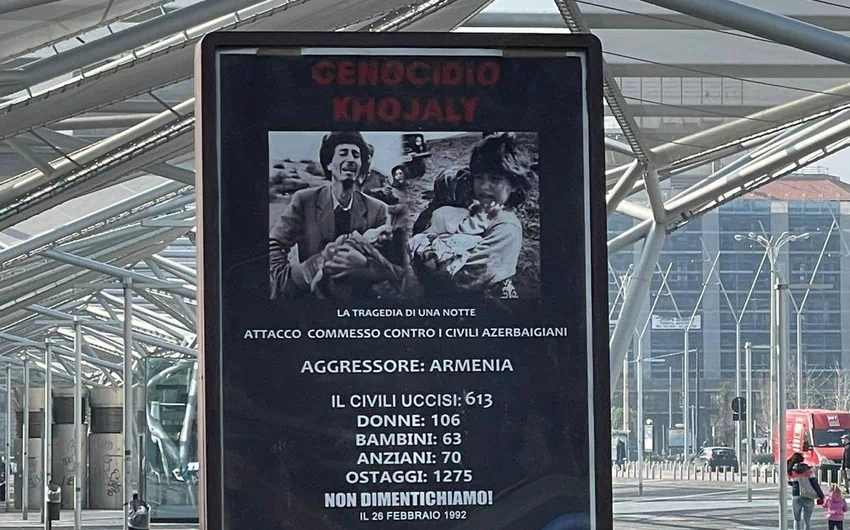 GENOCIDIO
KHOJALY
LA TRAGEDIA DI UNA NOTTE
ATTACCO COMMESSO CONTRO I CIVILI AZERBAIGIANI
AGGRESSORE: ARMENIA
IL CIVILI UCCISI: 613
DONNE: 106
BAMBINI: 63
ANZIANI: 70
OSTAGGI: 1275
NON DIMENTICHIAMO!
IL 26 FEBBRAIO 1992